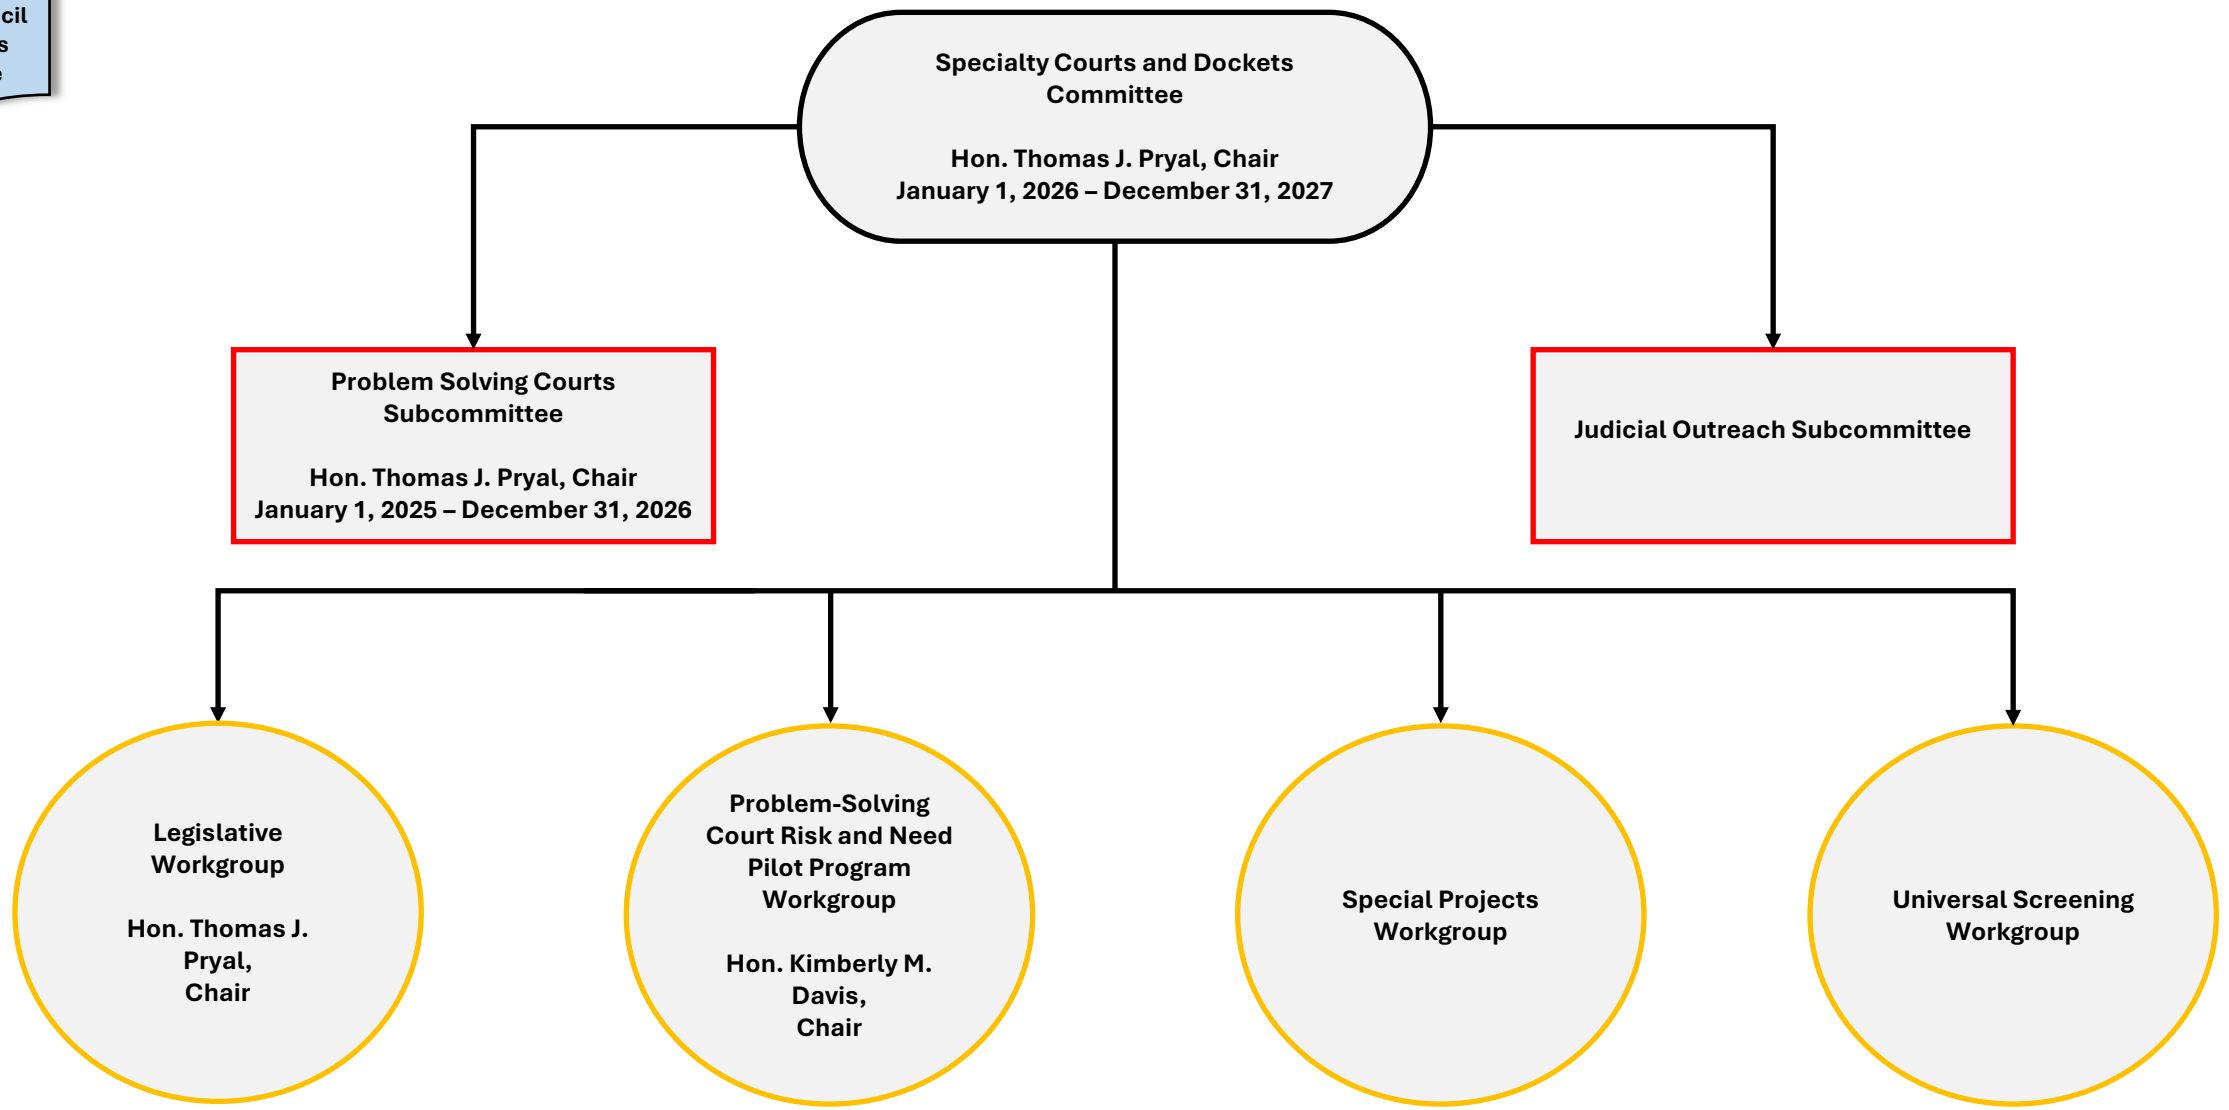 Specialty Courts and Dockets
Committee
Hon. Thomas J. Pryal, Chair
January 1, 2026 – December 31, 2027
Problem Solving Courts
Subcommittee
Hon. Thomas J. Pryal, Chair
January 1, 2025 – December 31, 2026
Judicial Outreach Subcommittee
Legislative
Workgroup
Hon. Thomas J.
Pryal,
Chair
Problem-Solving
Court Risk and Need
Pilot Program
Workgroup
Hon. Kimberly M.
Davis,
Chair
Special Projects
Workgroup
Universal Screening
Workgroup